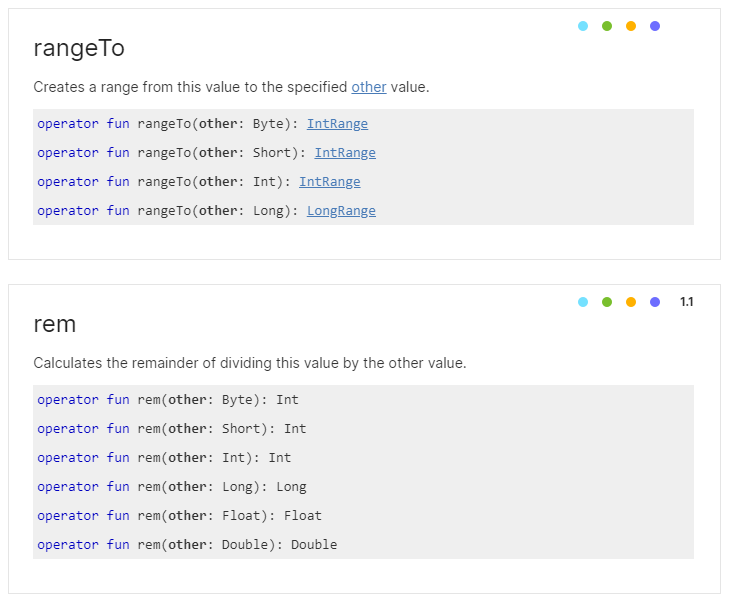 rangeTo
Creates a range from this value to the specified other value.
operator fun rangeTo(other: Byte): IntRange
operator fun rangeTo(other: Short): IntRange
operator fun rangeTo(other: Int): IntRange
operator fun rangeTo(other: Long): LongRange
1.1
rem
Calculates the remainder of dividing this value by the other value.
operator fun rem(other: Byte): Int
operator fun rem(other: Short): Int
operator fun rem(other: Int): Int
operator fun rem(other: Long): Long
operator fun rem(other: Float): Float
operator fun rem(other: Double): Double